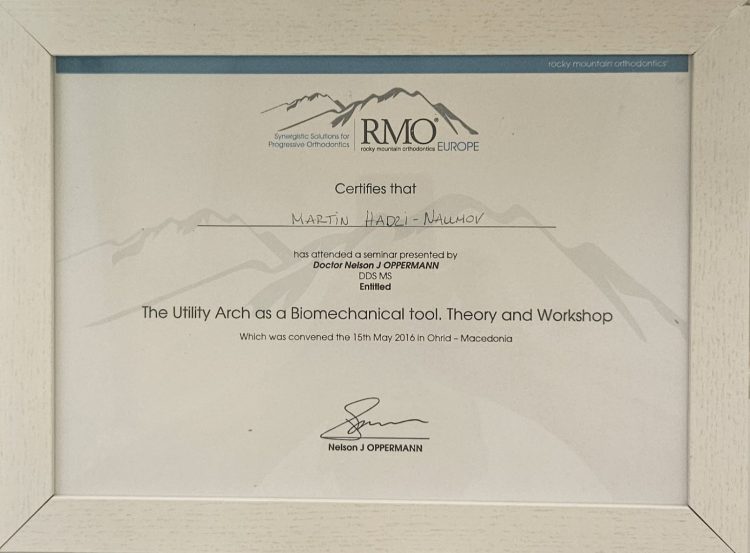 rocky mountain orthodontics®
Synergistic Solutions for
Progressive Orthodontics
RMO®
rocky mountain orthodontics EUROPE
Certifies that
MARTIN HADZI-NAUMOV
has attended a seminar presented by
Doctor Nelson J OPPERMANN
DDS MS
Entitled
The Utility Arch as a Biomechanical tool. Theory and Workshop
Which was convened the 15th May 2016 in Ohrid – Macedonia
Nelson J OPPERMANN